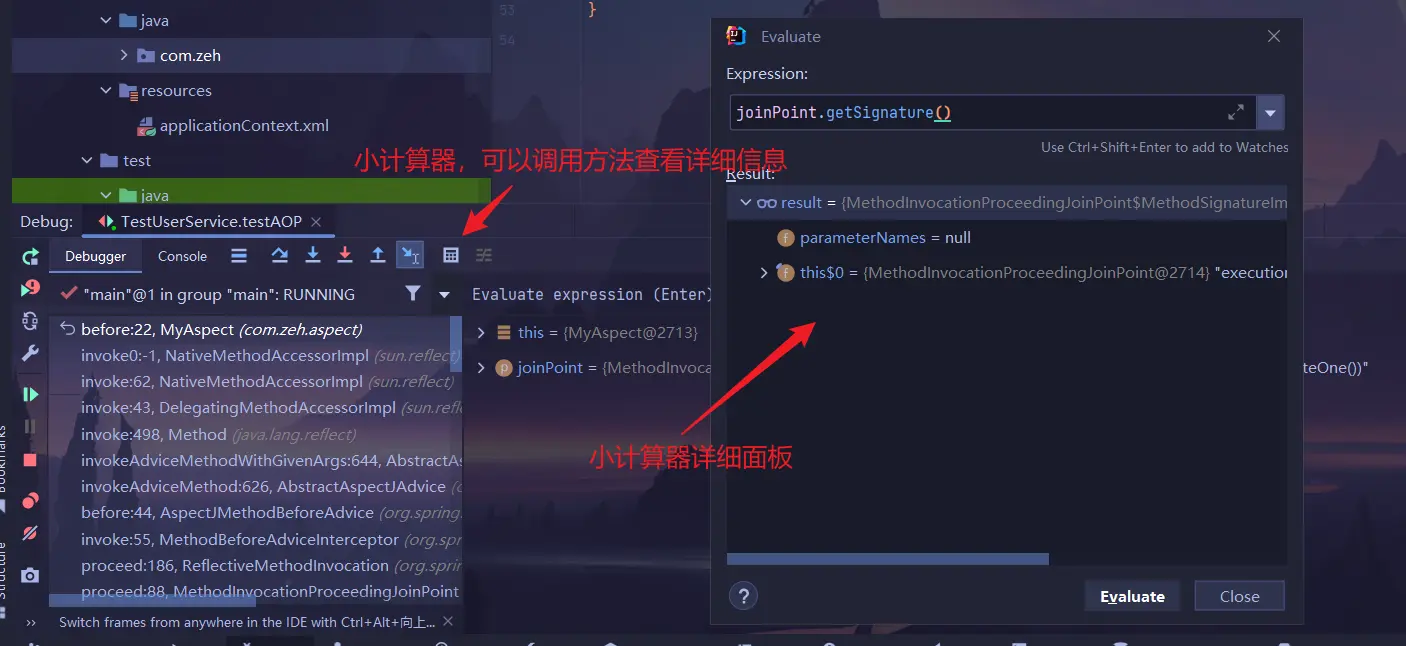 java
53
}
54
com.zeh
resources
applicationContext.xml
test
java
小计算器，可以调用方法查看详细信息
Debug:
TestUserService.testAOP
Debugger
Console
"main"@1 in group "main": RUNNING
Evaluate expression (Enter)
before:22, MyAspect (com.zeh.aspect)
invoke0:-1, NativeMethodAccessorImpl (sun.reflect)
invoke:62, NativeMethodAccessorImpl (sun.reflect)
invoke:43, DelegatingMethodAccessorImpl (sun.refle
invoke:498, Method (java.lang.reflect)
invokeAdviceMethodWithGivenArgs:644, AbstractAs
invokeAdviceMethod:626, AbstractAspectJAdvice (o
before:44, AspectJMethodBeforeAdvice (org.spring
invoke:55, MethodBeforeAdviceInterceptor (org.spr
proceed:186, ReflectiveMethodInvocation (org.sprin
proceed:88, MethodInvocationProceedingJoinPoint
Switch frames from anywhere in the IDE with Ctrl+Alt+向上...
this = {MyAspect@2713}
joinPoint = {MethodInvoca
teOne())"
Evaluate
Expression:
joinPoint.getSignature()
Use Ctrl+Shift+Enter to add to Watches
Result:
result = {MethodInvocationProceedingJoinPoint$MethodSignatureIm
parameterNames = null
this$0 = {MethodInvocationProceedingJoinPoint@2714} "execution
小计算器详细面板
?
Evaluate
Close